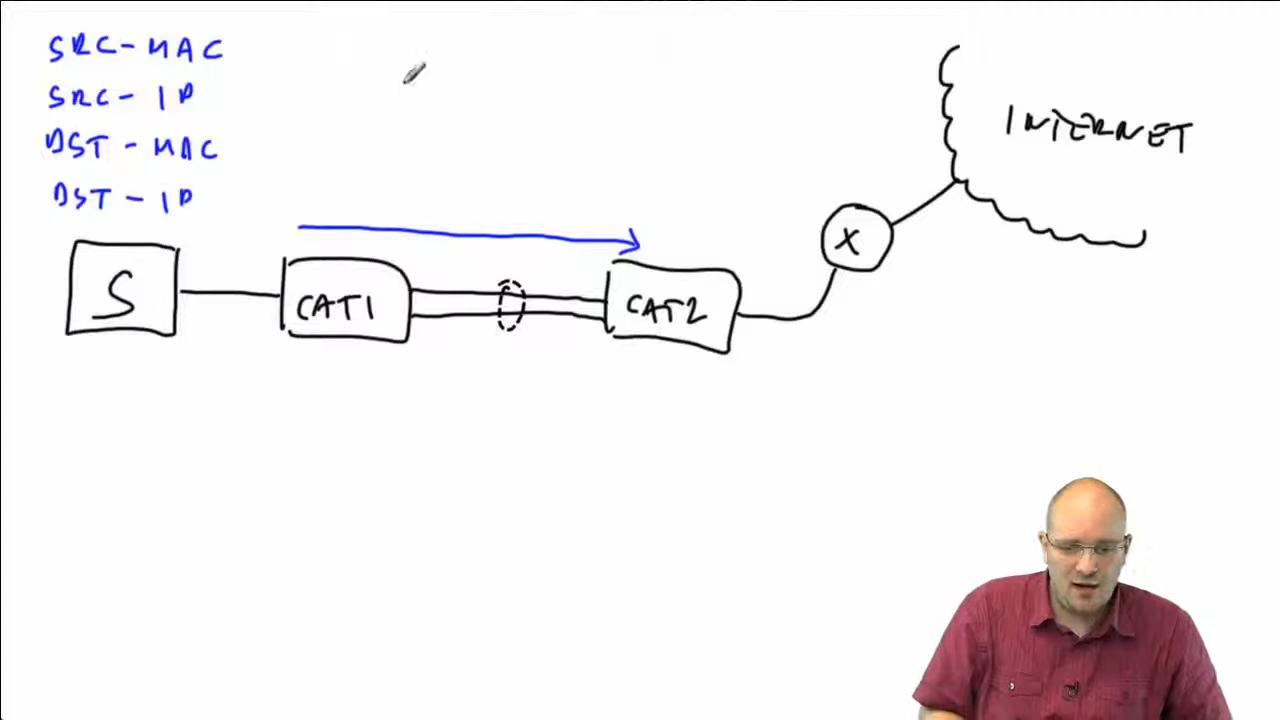 SRC-MAC
SRC-IP
DST-MAC
DST-IP
INTERNET
X
S
CAT1
CAT2